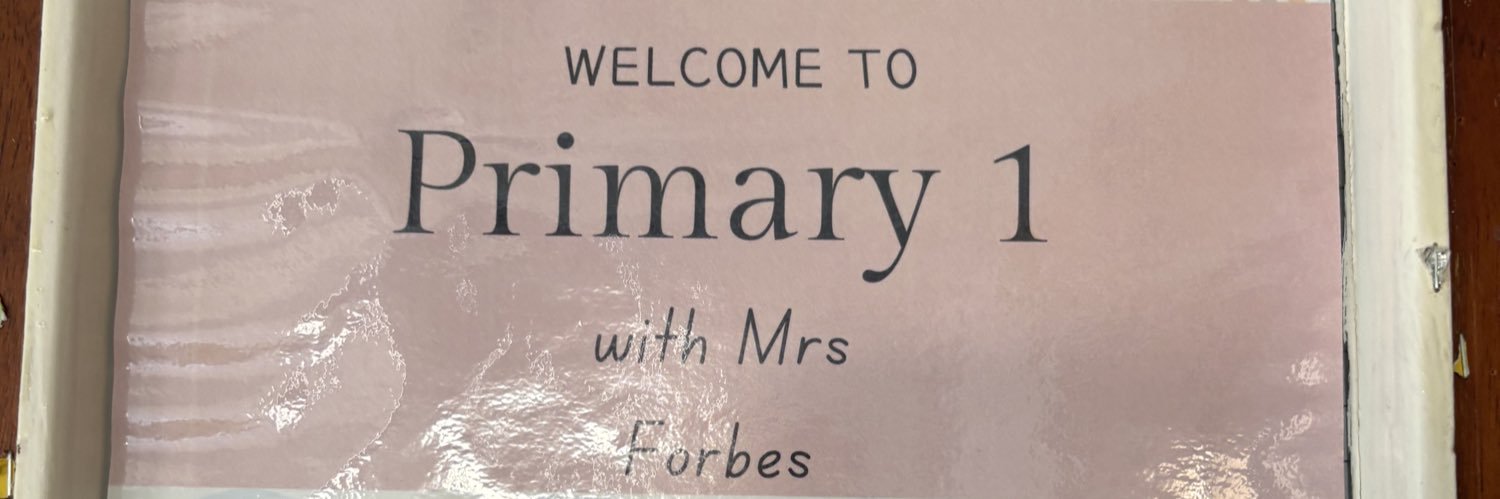 WELCOME TO
Primary 1
with Mrs
Forbes